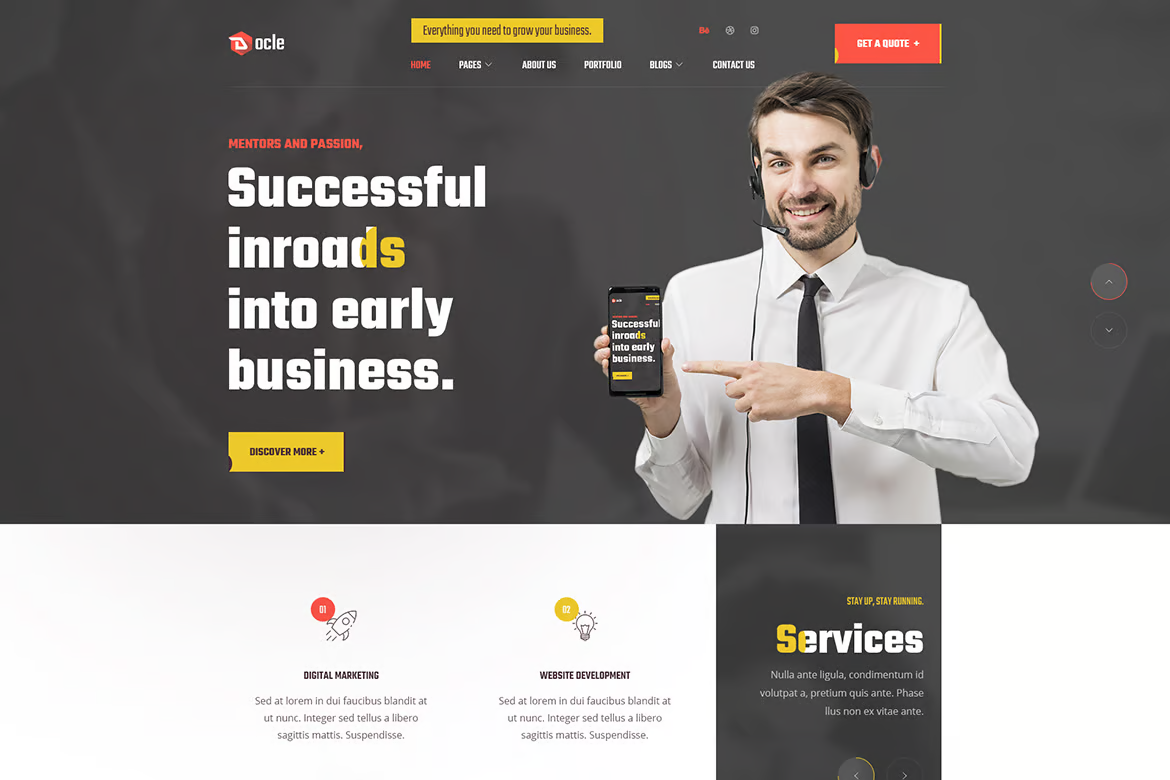 Docle
Everything you need to grow your business.
Bē
GET A QUOTE +
HOME
PAGES
ABOUT US
PORTFOLIO
BLOGS
CONTACT US
MENTORS AND PASSION,
Successful
inroads
into early
business.
DISCOVER MORE +
ocle
Successful
inroads
into early
business.
01
DIGITAL MARKETING
Sed at lorem in dui faucibus blandit at
ut nunc. Integer sed tellus a libero
sagittis mattis. Suspendisse.
02
WEBSITE DEVELOPMENT
Sed at lorem in dui faucibus blandit at
ut nunc. Integer sed tellus a libero
sagittis mattis. Suspendisse.
STAY UP, STAY RUNNING.
Services
Nulla ante ligula, condimentum id
volutpat a, pretium quis ante. Phase
llus non ex vitae ante.